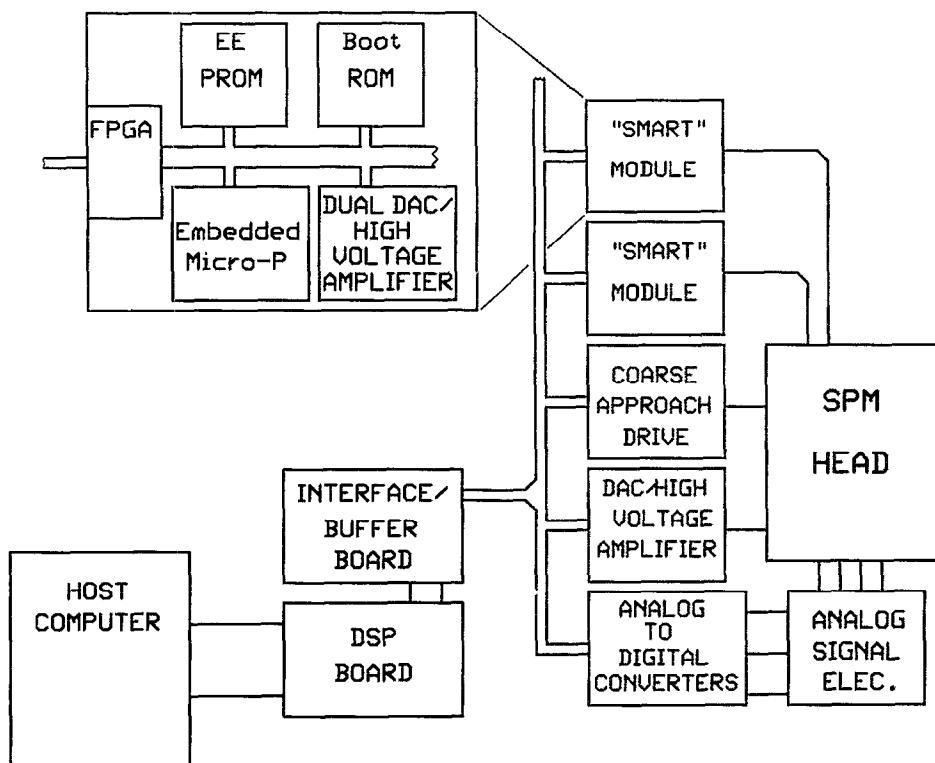 EE
PROM
Boot
ROM
FPGA
Embedded
Micro-P
DUAL DAC/
HIGH
VOLTAGE
AMPLIFIER
"SMART"
MODULE
"SMART"
MODULE
COARSE
APPROACH
DRIVE
DAC/HIGH
VOLTAGE
AMPLIFIER
ANALOG
TO
DIGITAL
CONVERTERS
SPM
HEAD
ANALOG
SIGNAL
ELEC.
INTERFACE/
BUFFER
BOARD
DSP
BOARD
HOST
COMPUTER